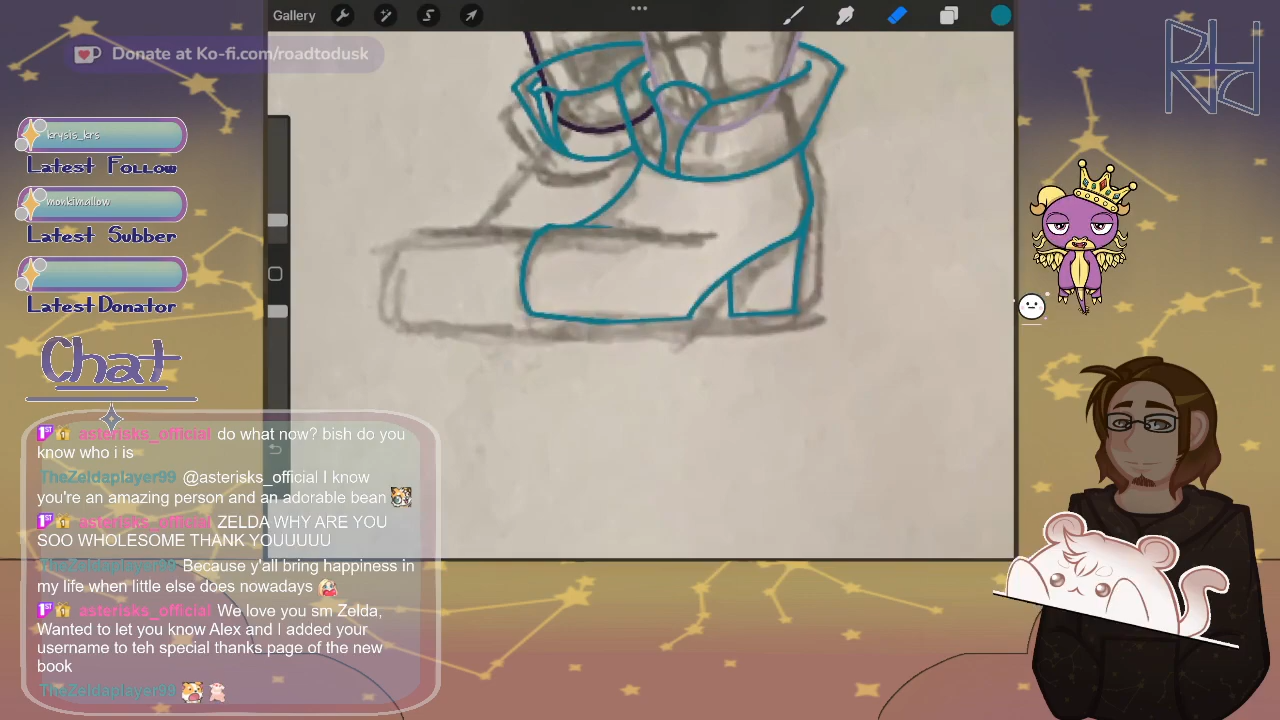 Gallery
Donate at Ko-fi.com/roadtodusk
RttD
krysis_krs
Latest Follow
monkimallow
Latest Subber
Latest Donator
Chat
1ST asterisks_official do what now? bish do you
know who i is
TheZeldaplayer99 @asterisks_official I know
you're an amazing person and an adorable bean
1ST asterisks_official ZELDA WHY ARE YOU
SOO WHOLESOME THANK YOUUUUU
TheZeldaplayer99 Because y'all bring happiness in
my life when little else does nowadays
1ST asterisks_official We love you sm Zelda,
Wanted to let you know Alex and I added your
username to teh special thanks page of the new
book
TheZeldaplayer99